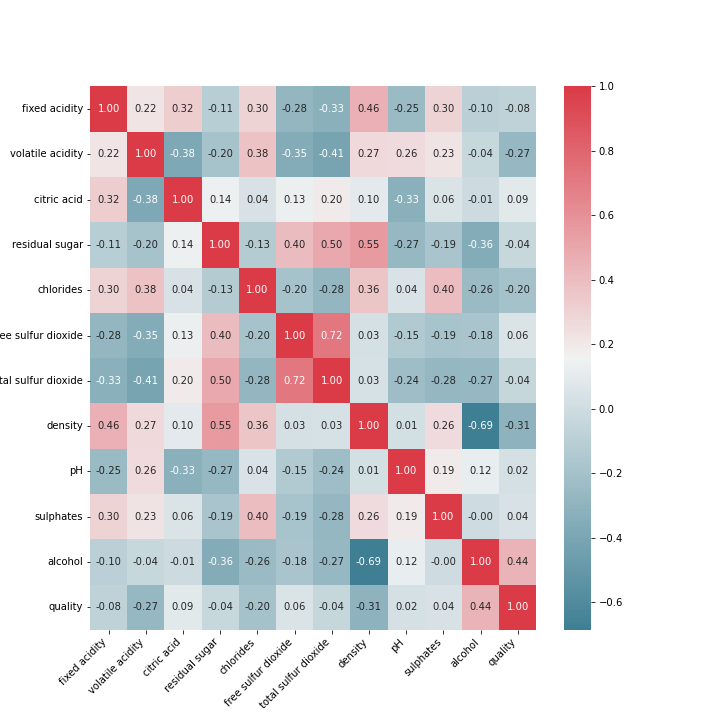 fixed acidity 1.00 0.22 0.32 -0.11 0.30 -0.28 -0.33 0.46 -0.25 0.30 -0.10 -0.08
volatile acidity 0.22 1.00 -0.38 -0.20 0.38 -0.35 -0.41 0.27 0.26 0.23 -0.04 -0.27
citric acid 0.32 -0.38 1.00 0.14 0.04 0.13 0.20 0.10 -0.33 0.06 -0.01 0.09
residual sugar -0.11 -0.20 0.14 1.00 -0.13 0.40 0.50 0.55 -0.27 -0.19 -0.36 -0.04
chlorides 0.30 0.38 0.04 -0.13 1.00 -0.20 -0.28 0.36 0.04 0.40 -0.26 -0.20
ee sulfur dioxide -0.28 -0.35 0.13 0.40 -0.20 1.00 0.72 0.03 -0.15 -0.19 -0.18 0.06
tal sulfur dioxide -0.33 -0.41 0.20 0.50 -0.28 0.72 1.00 0.03 -0.24 -0.28 -0.27 -0.04
density 0.46 0.27 0.10 0.55 0.36 0.03 0.03 1.00 0.01 0.26 -0.69 -0.31
pH -0.25 0.26 -0.33 -0.27 0.04 -0.15 -0.24 0.01 1.00 0.19 0.12 0.02
sulphates 0.30 0.23 0.06 -0.19 0.40 -0.19 -0.28 0.26 0.19 1.00 -0.00 0.04
alcohol -0.10 -0.04 -0.01 -0.36 -0.26 -0.18 -0.27 -0.69 0.12 -0.00 1.00 0.44
quality -0.08 -0.27 0.09 -0.04 -0.20 0.06 -0.04 -0.31 0.02 0.04 0.44 1.00
fixed acidity
volatile acidity
citric acid
residual sugar
chlorides
free sulfur dioxide
total sulfur dioxide
density
pH
sulphates
alcohol
quality
1.0
0.8
0.6
0.4
0.2
0.0
−0.2
−0.4
−0.6